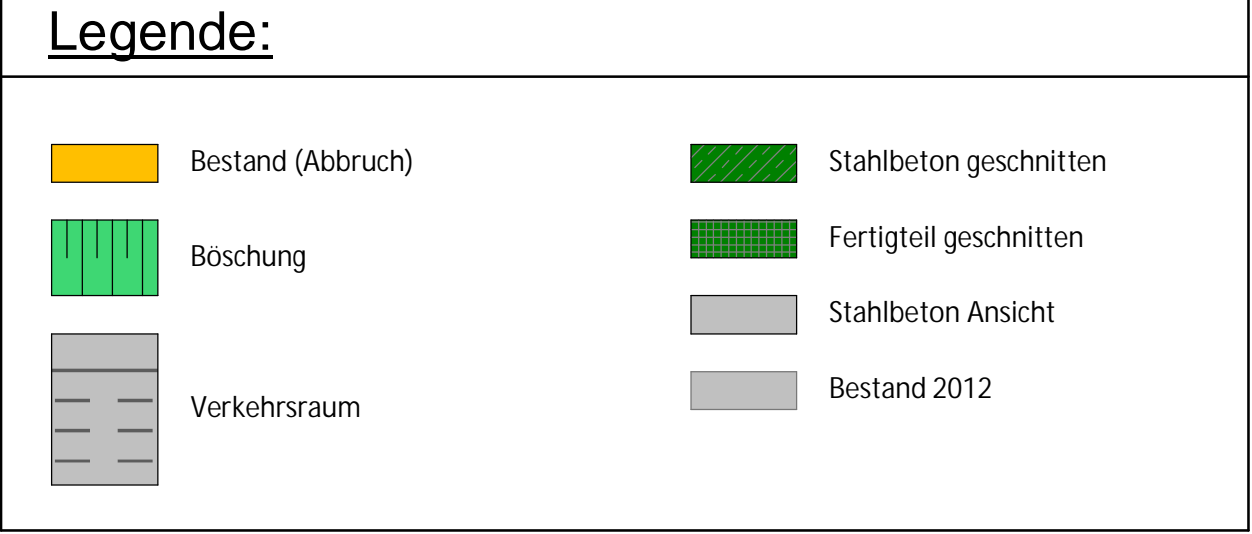 Legende:
Bestand (Abbruch)
Böschung
Verkehrsraum
Stahlbeton geschnitten
Fertigteil geschnitten
Stahlbeton Ansicht
Bestand 2012